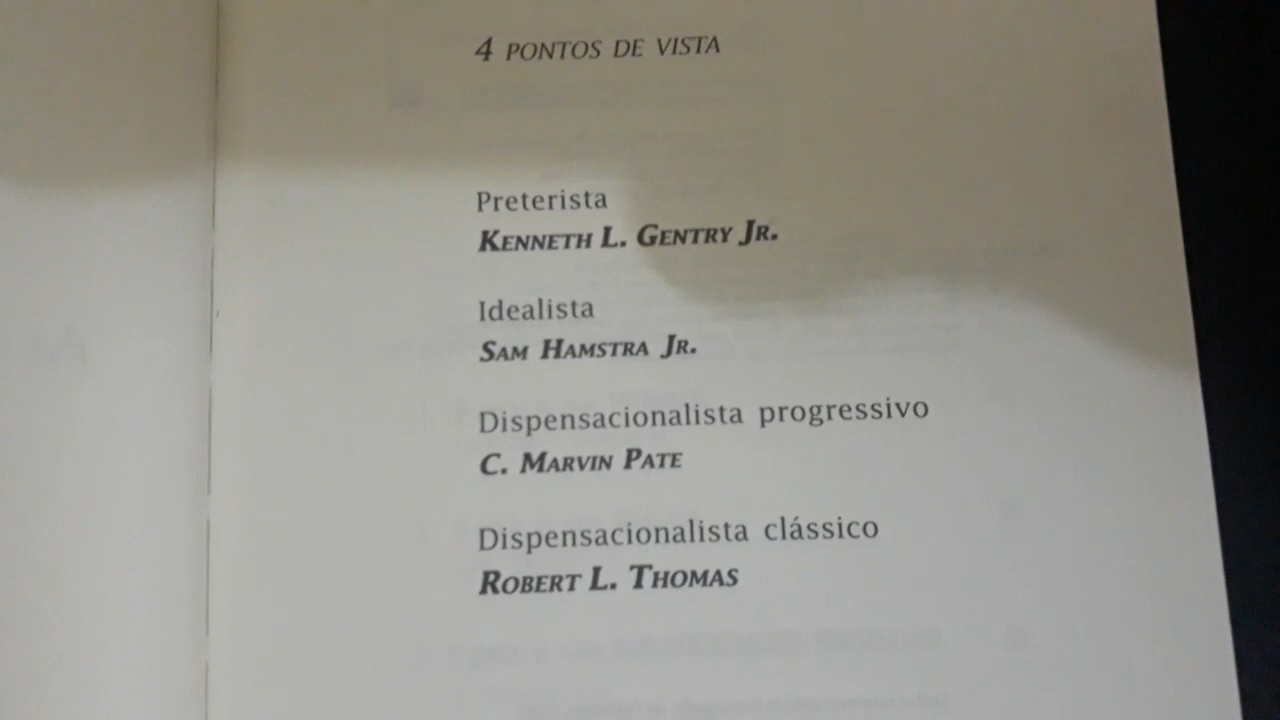 4 PONTOS DE VISTA
Preterista
KENNETH L. GENTRY JR.
Idealista
SAM HAMSTRA JR.
Dispensacionalista progressivo
C. MARVIN PATE
Dispensacionalista clássico
ROBERT L. THOMAS